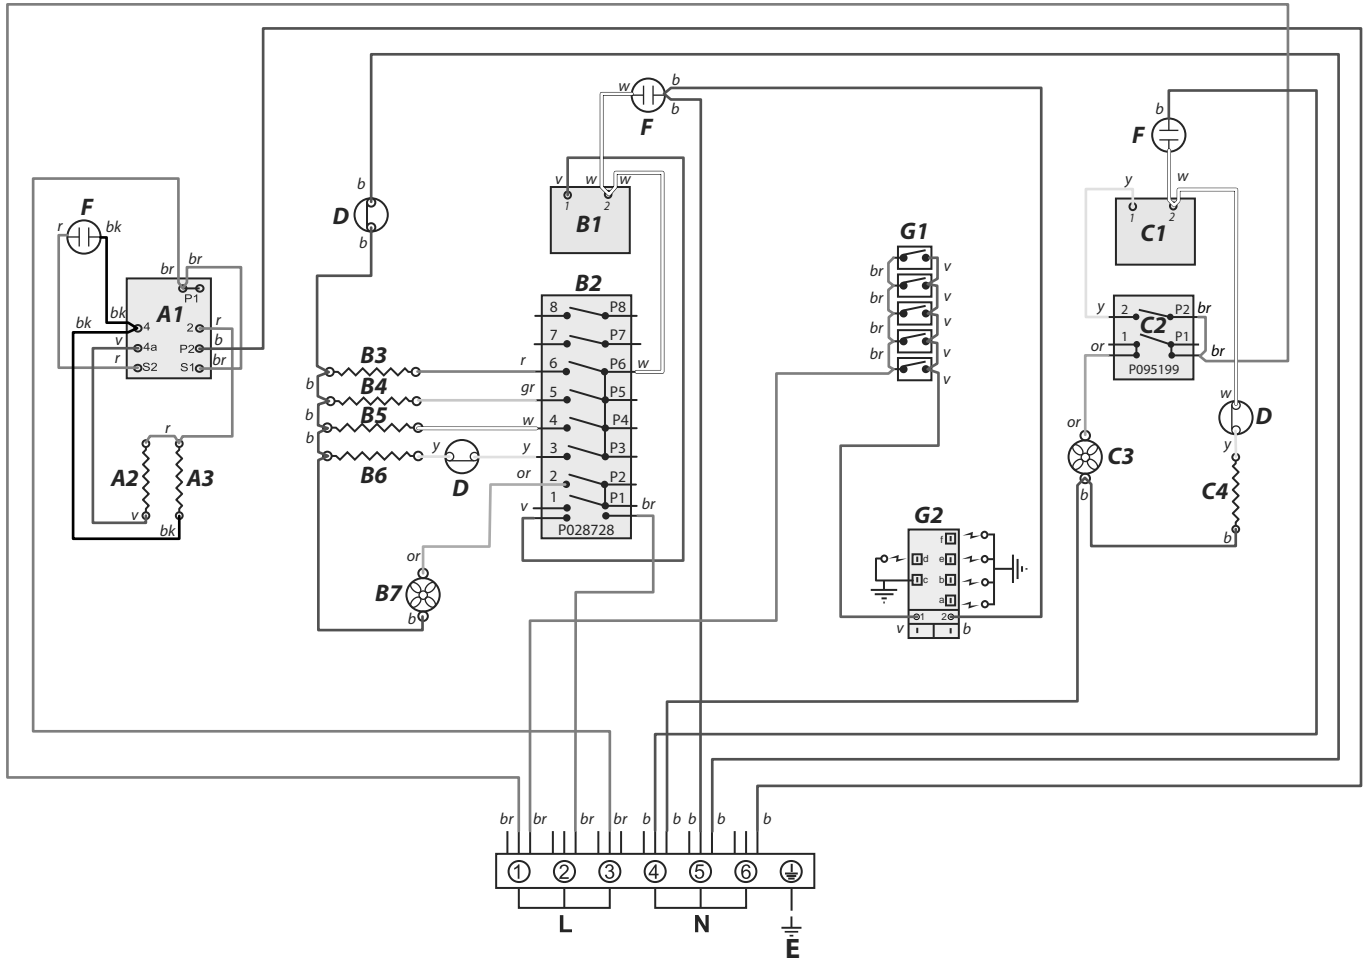 b
w
b
F
b
b
F
y
w
v
w
w
1
2
B1
1
2
C1
b
D
b
F
r
bk
br
br
P1
bk
bk
A1
4
2
r
v
4a
P2
b
r
S2
S1
br
G1
br
v
br
v
br
v
br
v
v
B2
8
P8
7
P7
r
6
P6
w
gr
5
P5
w
4
P4
y
3
P3
or
2
P2
v
1
P1
br
P028728
B3
b
B4
b
B5
b
B6
y
D
y
2
P2
br
C2
or
1
P1
br
P095199
w
D
y
or
C3
b
C4
b
r
A2
A3
v
bk
or
B7
b
G2
f
d
e
c
b
a
1
2
v
b
br
br
br
br
b
b
b
b
b
1
2
3
4
5
6
L
N
E